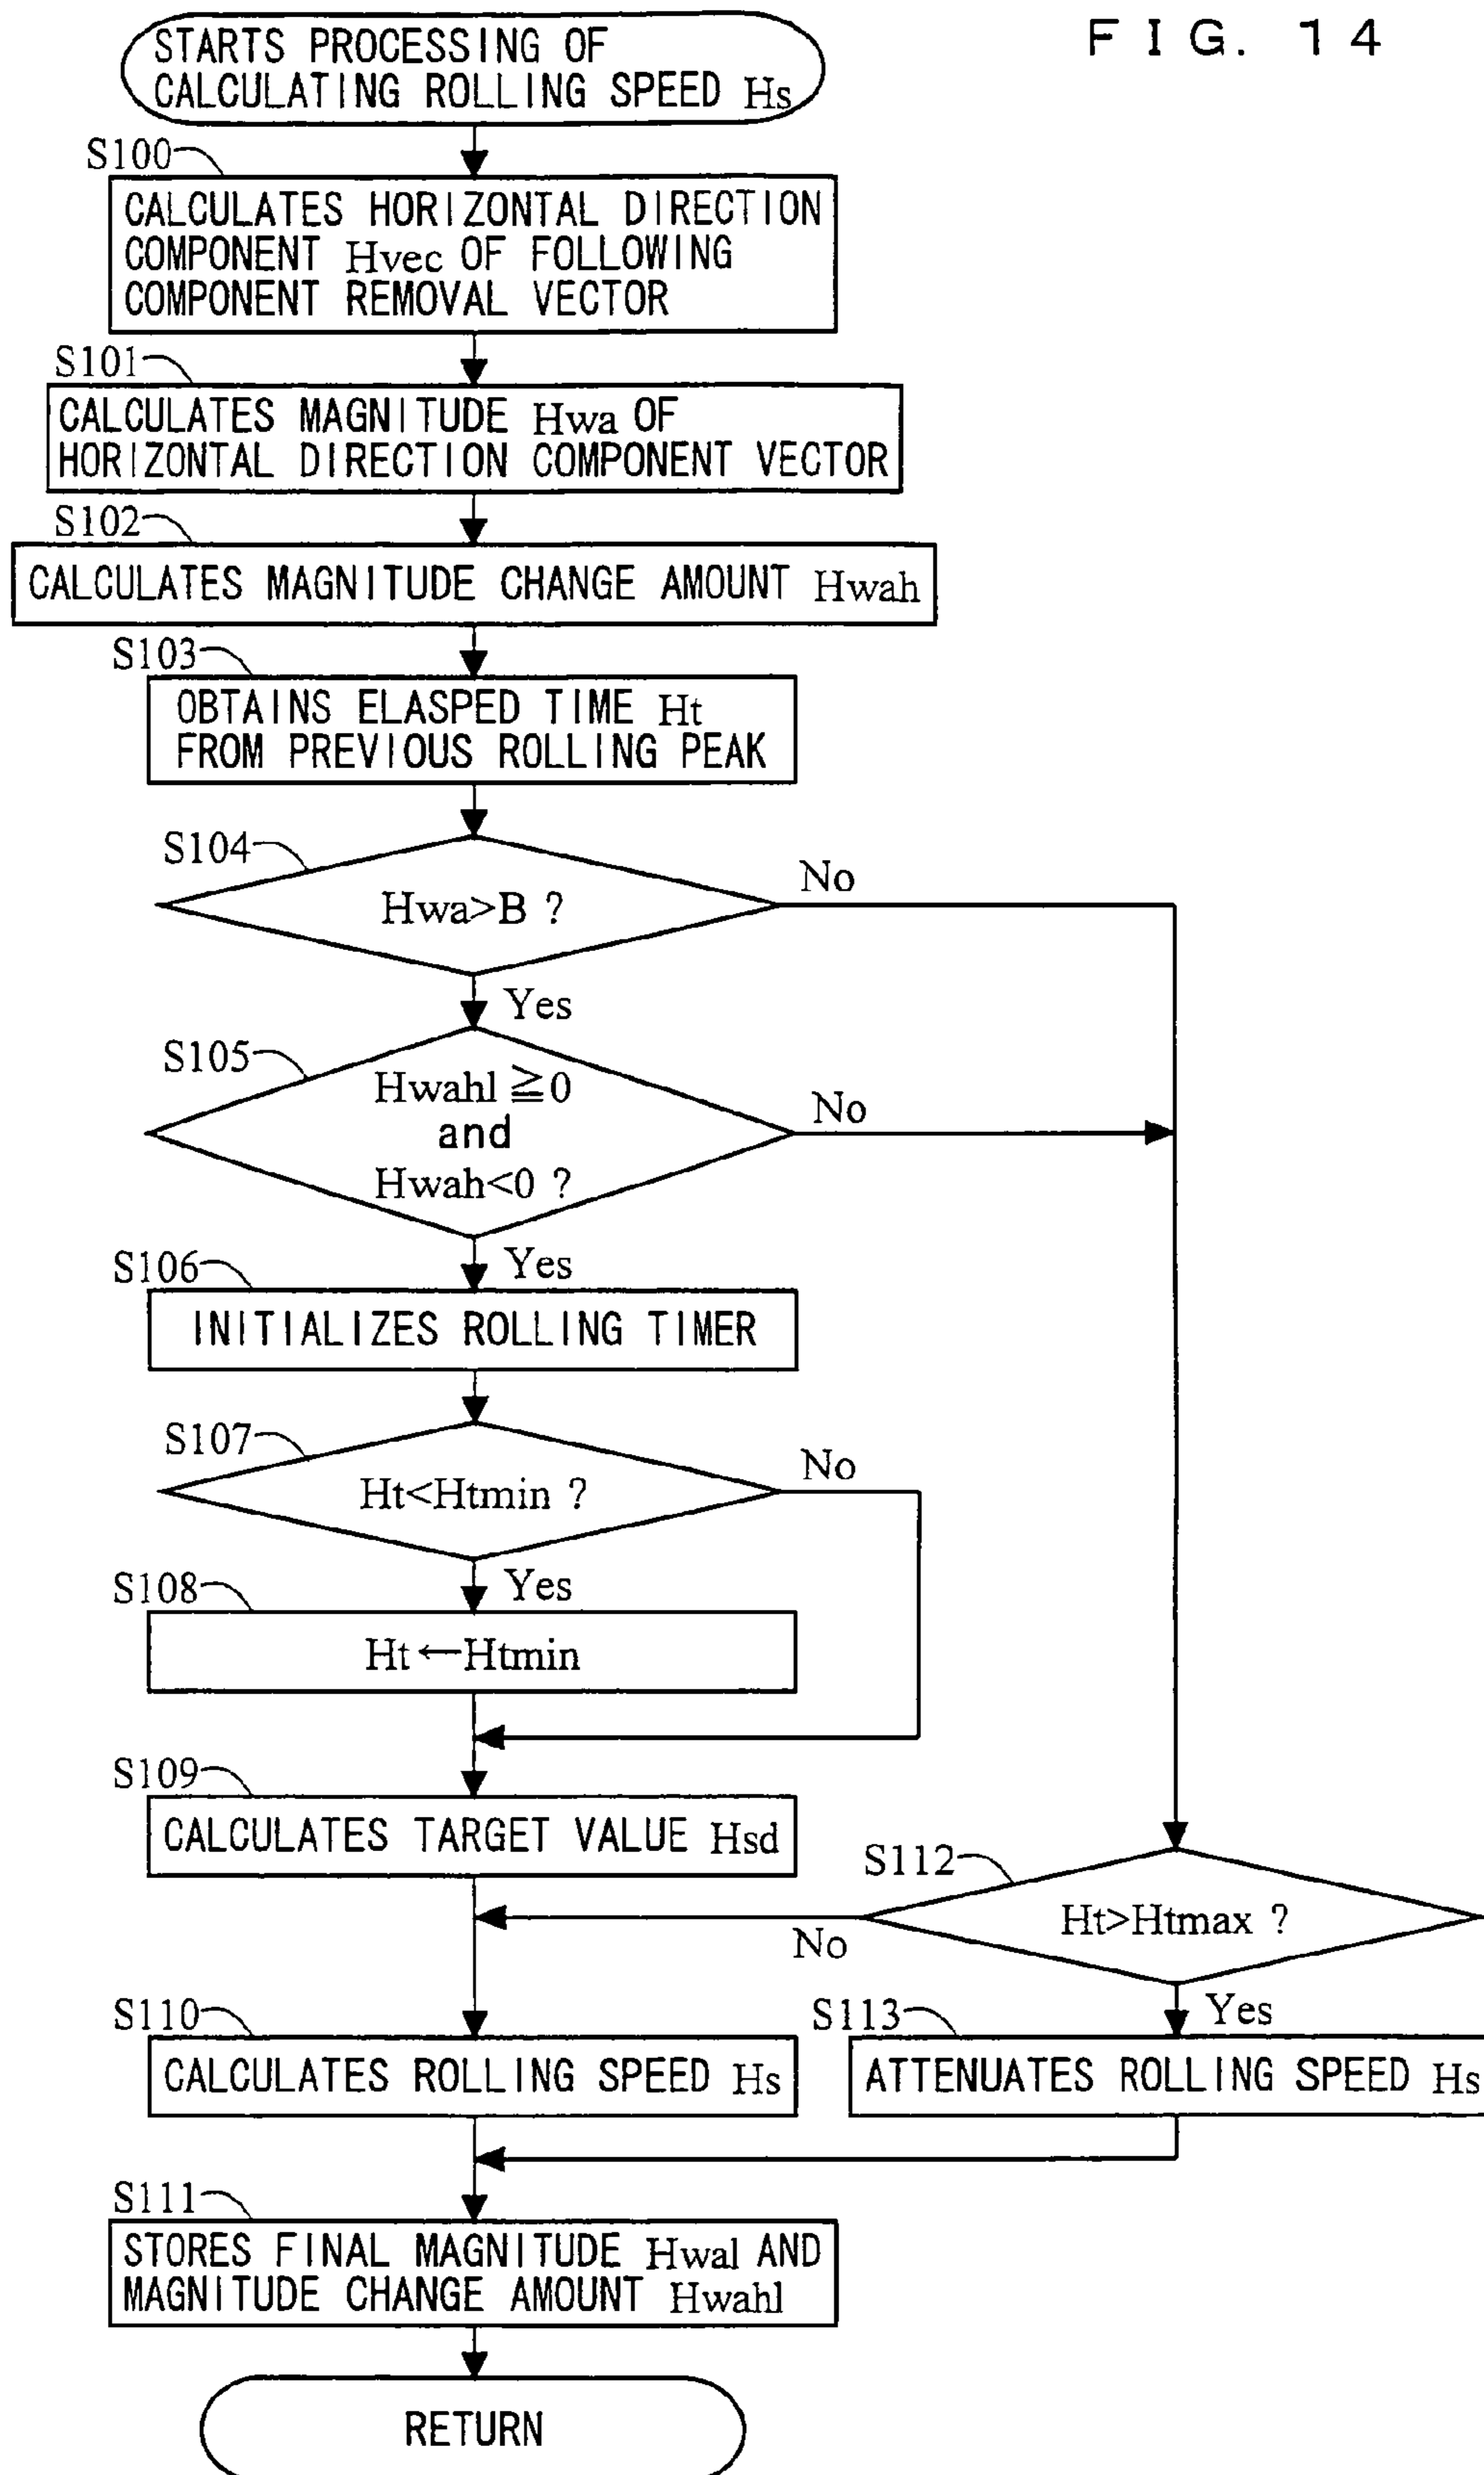 FIG. 14
STARTS PROCESSING OF
CALCULATING ROLLING SPEED Hs
S100
CALCULATES HORIZONTAL DIRECTION
COMPONENT Hvec OF FOLLOWING
COMPONENT REMOVAL VECTOR
S101
CALCULATES MAGNITUDE Hwa OF
HORIZONTAL DIRECTION COMPONENT VECTOR
S102
CALCULATES MAGNITUDE CHANGE AMOUNT Hwah
S103
OBTAINS ELASPED TIME Ht
FROM PREVIOUS ROLLING PEAK
S104
Hwa>B ?
No
Yes
S105
Hwahl ≧0
and
Hwah<0 ?
No
Yes
S106
INITIALIZES ROLLING TIMER
S107
Ht<Htmin ?
No
Yes
S108
Ht←Htmin
S109
CALCULATES TARGET VALUE Hsd
S112
Ht>Htmax ?
No
Yes
S110
CALCULATES ROLLING SPEED Hs
S113
ATTENUATES ROLLING SPEED Hs
S111
STORES FINAL MAGNITUDE Hwal AND
MAGNITUDE CHANGE AMOUNT Hwahl
RETURN